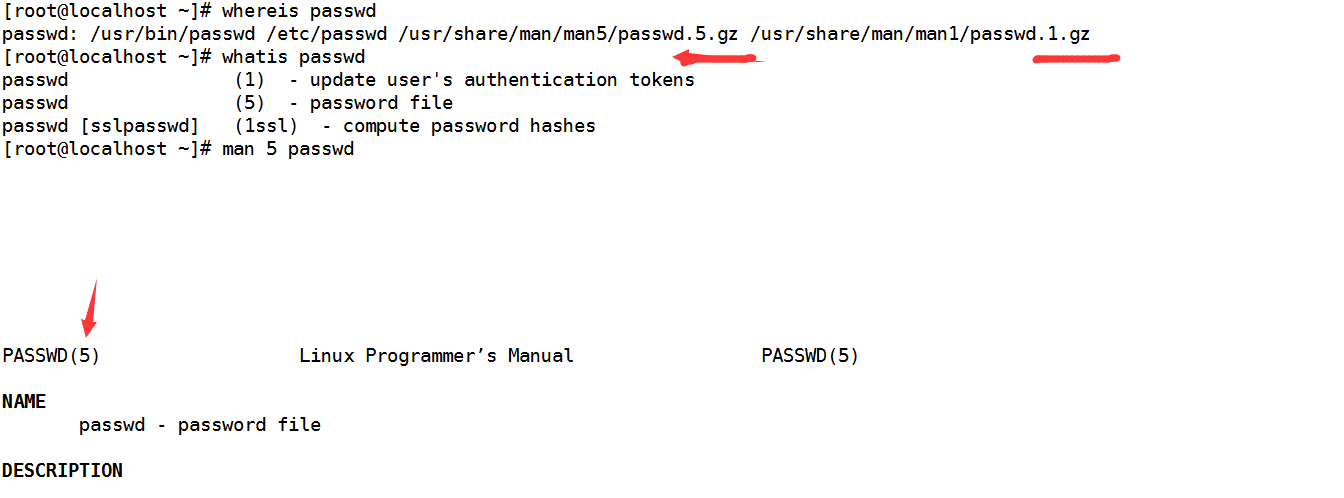 [root@localhost ~]# whereis passwd
passwd: /usr/bin/passwd /etc/passwd /usr/share/man/man5/passwd.5.gz /usr/share/man/man1/passwd.1.gz
[root@localhost ~]# whatis passwd
passwd (1) - update user's authentication tokens
passwd (5) - password file
passwd [sslpasswd] (1ssl) - compute password hashes
[root@localhost ~]# man 5 passwd
PASSWD(5) Linux Programmer’s Manual PASSWD(5)
NAME
passwd - password file
DESCRIPTION